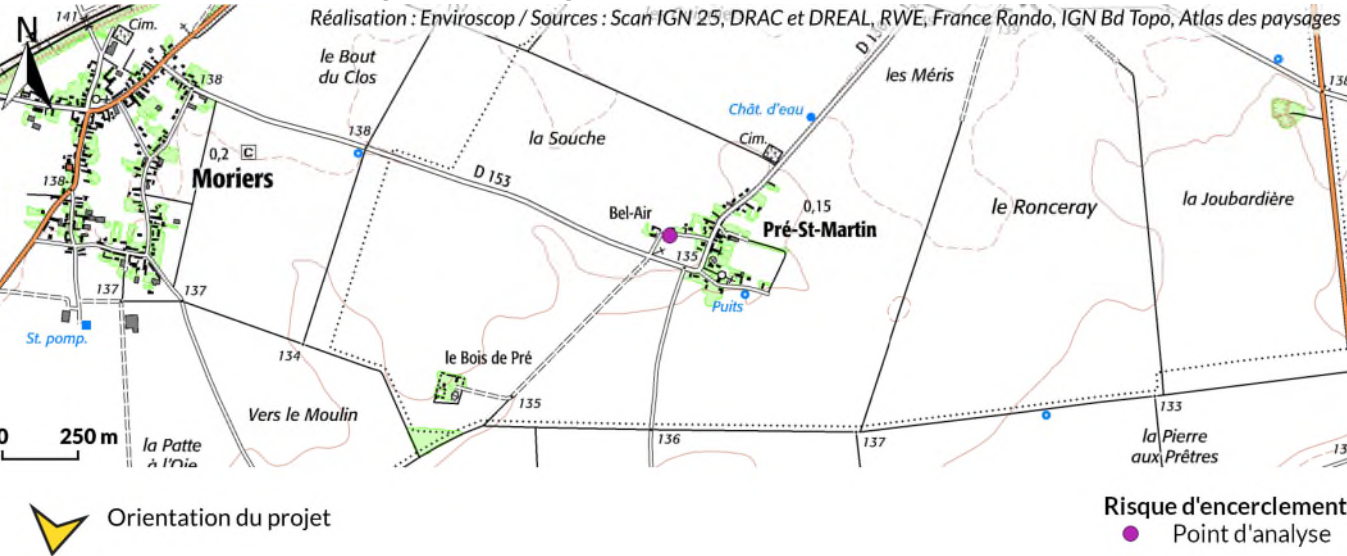 Réalisation : Enviroscop / Sources : Scan IGN 25, DRAC et DREAL, RWE, France Rando, IGN Bd Topo, Atlas des paysages
N
141
Cim.
138
le Bout
du Clos
138
la Souche
D 153
Chât. d'eau
Cim.
les Méris
139
138
0,2
C
Moriers
138
Bel-Air
0,15
Pré-St-Martin
135
le Ronceray
la Joubardière
137
137
St. pomp.
Puits
134
le Bois de Pré
135
Vers le Moulin
0
250 m
la Patte
à l'Oie
136
137
133
la Pierre
aux Prêtres
Orientation du projet
Risque d'encerclement
Point d'analyse